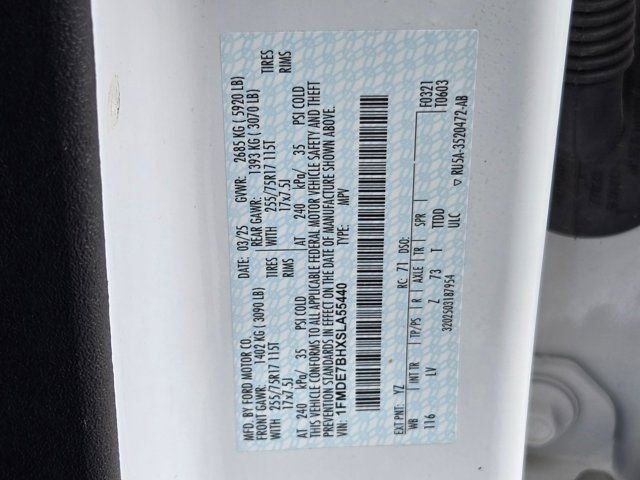 MFD. BY FORD MOTOR CO.
DATE: 03/25 GVWR: 2685 KG ( 5920 LB)
FRONT GAWR: 1402 KG (3090 LB) REAR GAWR: 1393 KG ( 3070 LB)
WITH 255/75R17 115T TIRES WITH 255/75R17 115T TIRES
17x7.5J RIMS 17x7.5J RIMS
AT 240 kPa/ 35 PSI COLD AT 240 kPa/ 35 PSI COLD
THIS VEHICLE CONFORMS TO ALL APPLICABLE FEDERAL MOTOR VEHICLE SAFETY AND THEFT
PREVENTION STANDARDS IN EFFECT ON THE DATE OF MANUFACTURE SHOWN ABOVE.
VIN: 1FMDE7BHXSLA55440 TYPE: MPV
EXT PNT: YZ RC: 71 DSO: F0321
T0603
WB INT TR TP/PS R AXLE TR SPR
116 LV Z 73 T TTDD
ULC
3202503187954 ▽ RU5A-3520472-AB